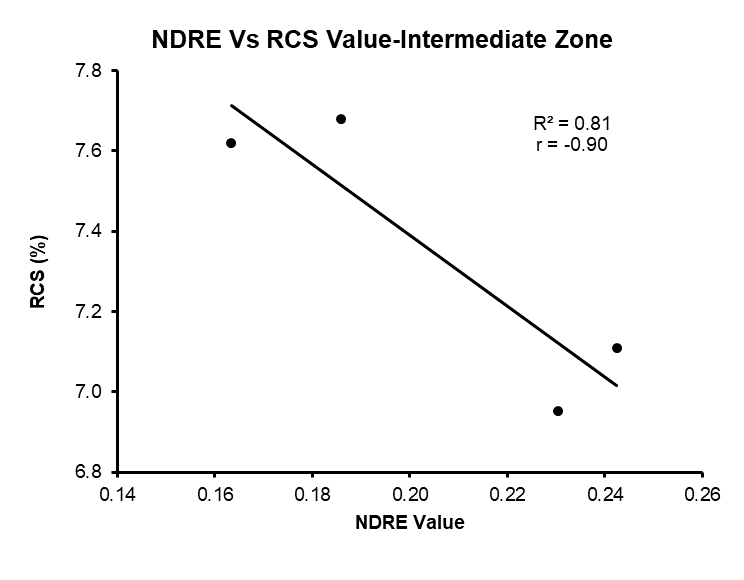 NDRE Vs RCS Value-Intermediate Zone
7.8
R² = 0.81
r = -0.90
7.6
7.4
RCS (%)
7.2
7.0
6.8
0.14 0.16 0.18 0.20 0.22 0.24 0.26
NDRE Value